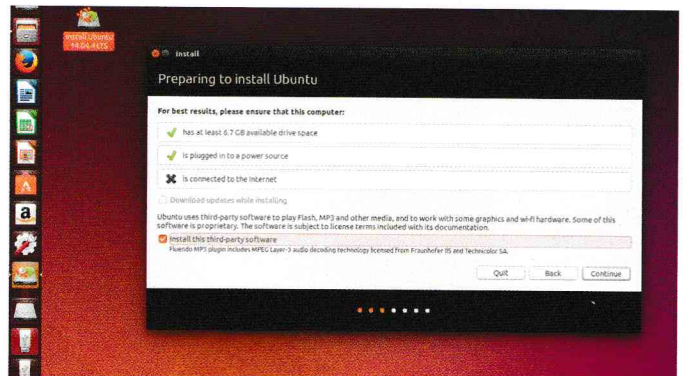 Install Ubuntu
14.04.4 LTS
Install
Preparing to install Ubuntu
For best results, please ensure that this computer:
has at least 6.7 GB available drive space
is plugged in to a power source
is connected to the Internet
Download updates while installing
Ubuntu uses third-party software to play Flash, MP3 and other media, and to work with some graphics and wi-fi hardware. Some of this
software is proprietary. The software is subject to license terms included with its documentation.
Install this third-party software
Fluendo MP3 plugin includes MPEG Layer-3 audio decoding technology licensed from Fraunhofer IIS and Technicolor SA.
Quit Back Continue